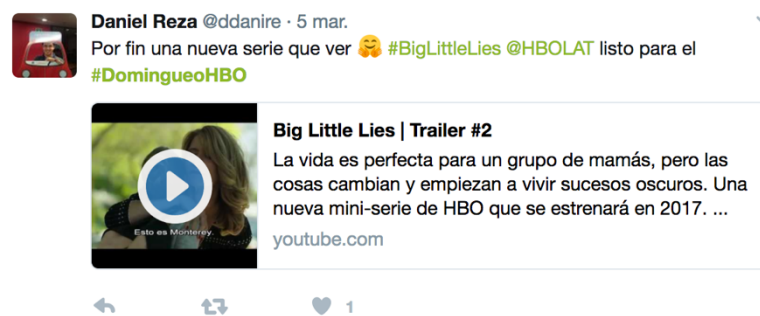 Daniel Reza @ddanire · 5 mar.
Por fin una nueva serie que ver 🤗 #BigLittleLies @HBOLAT listo para el
#DomingueoHBO
Big Little Lies | Trailer #2
La vida es perfecta para un grupo de mamás, pero las
cosas cambian y empiezan a vivir sucesos oscuros. Una
nueva mini-serie de HBO que se estrenará en 2017. ...
Esto es Monterey.
youtube.com
1